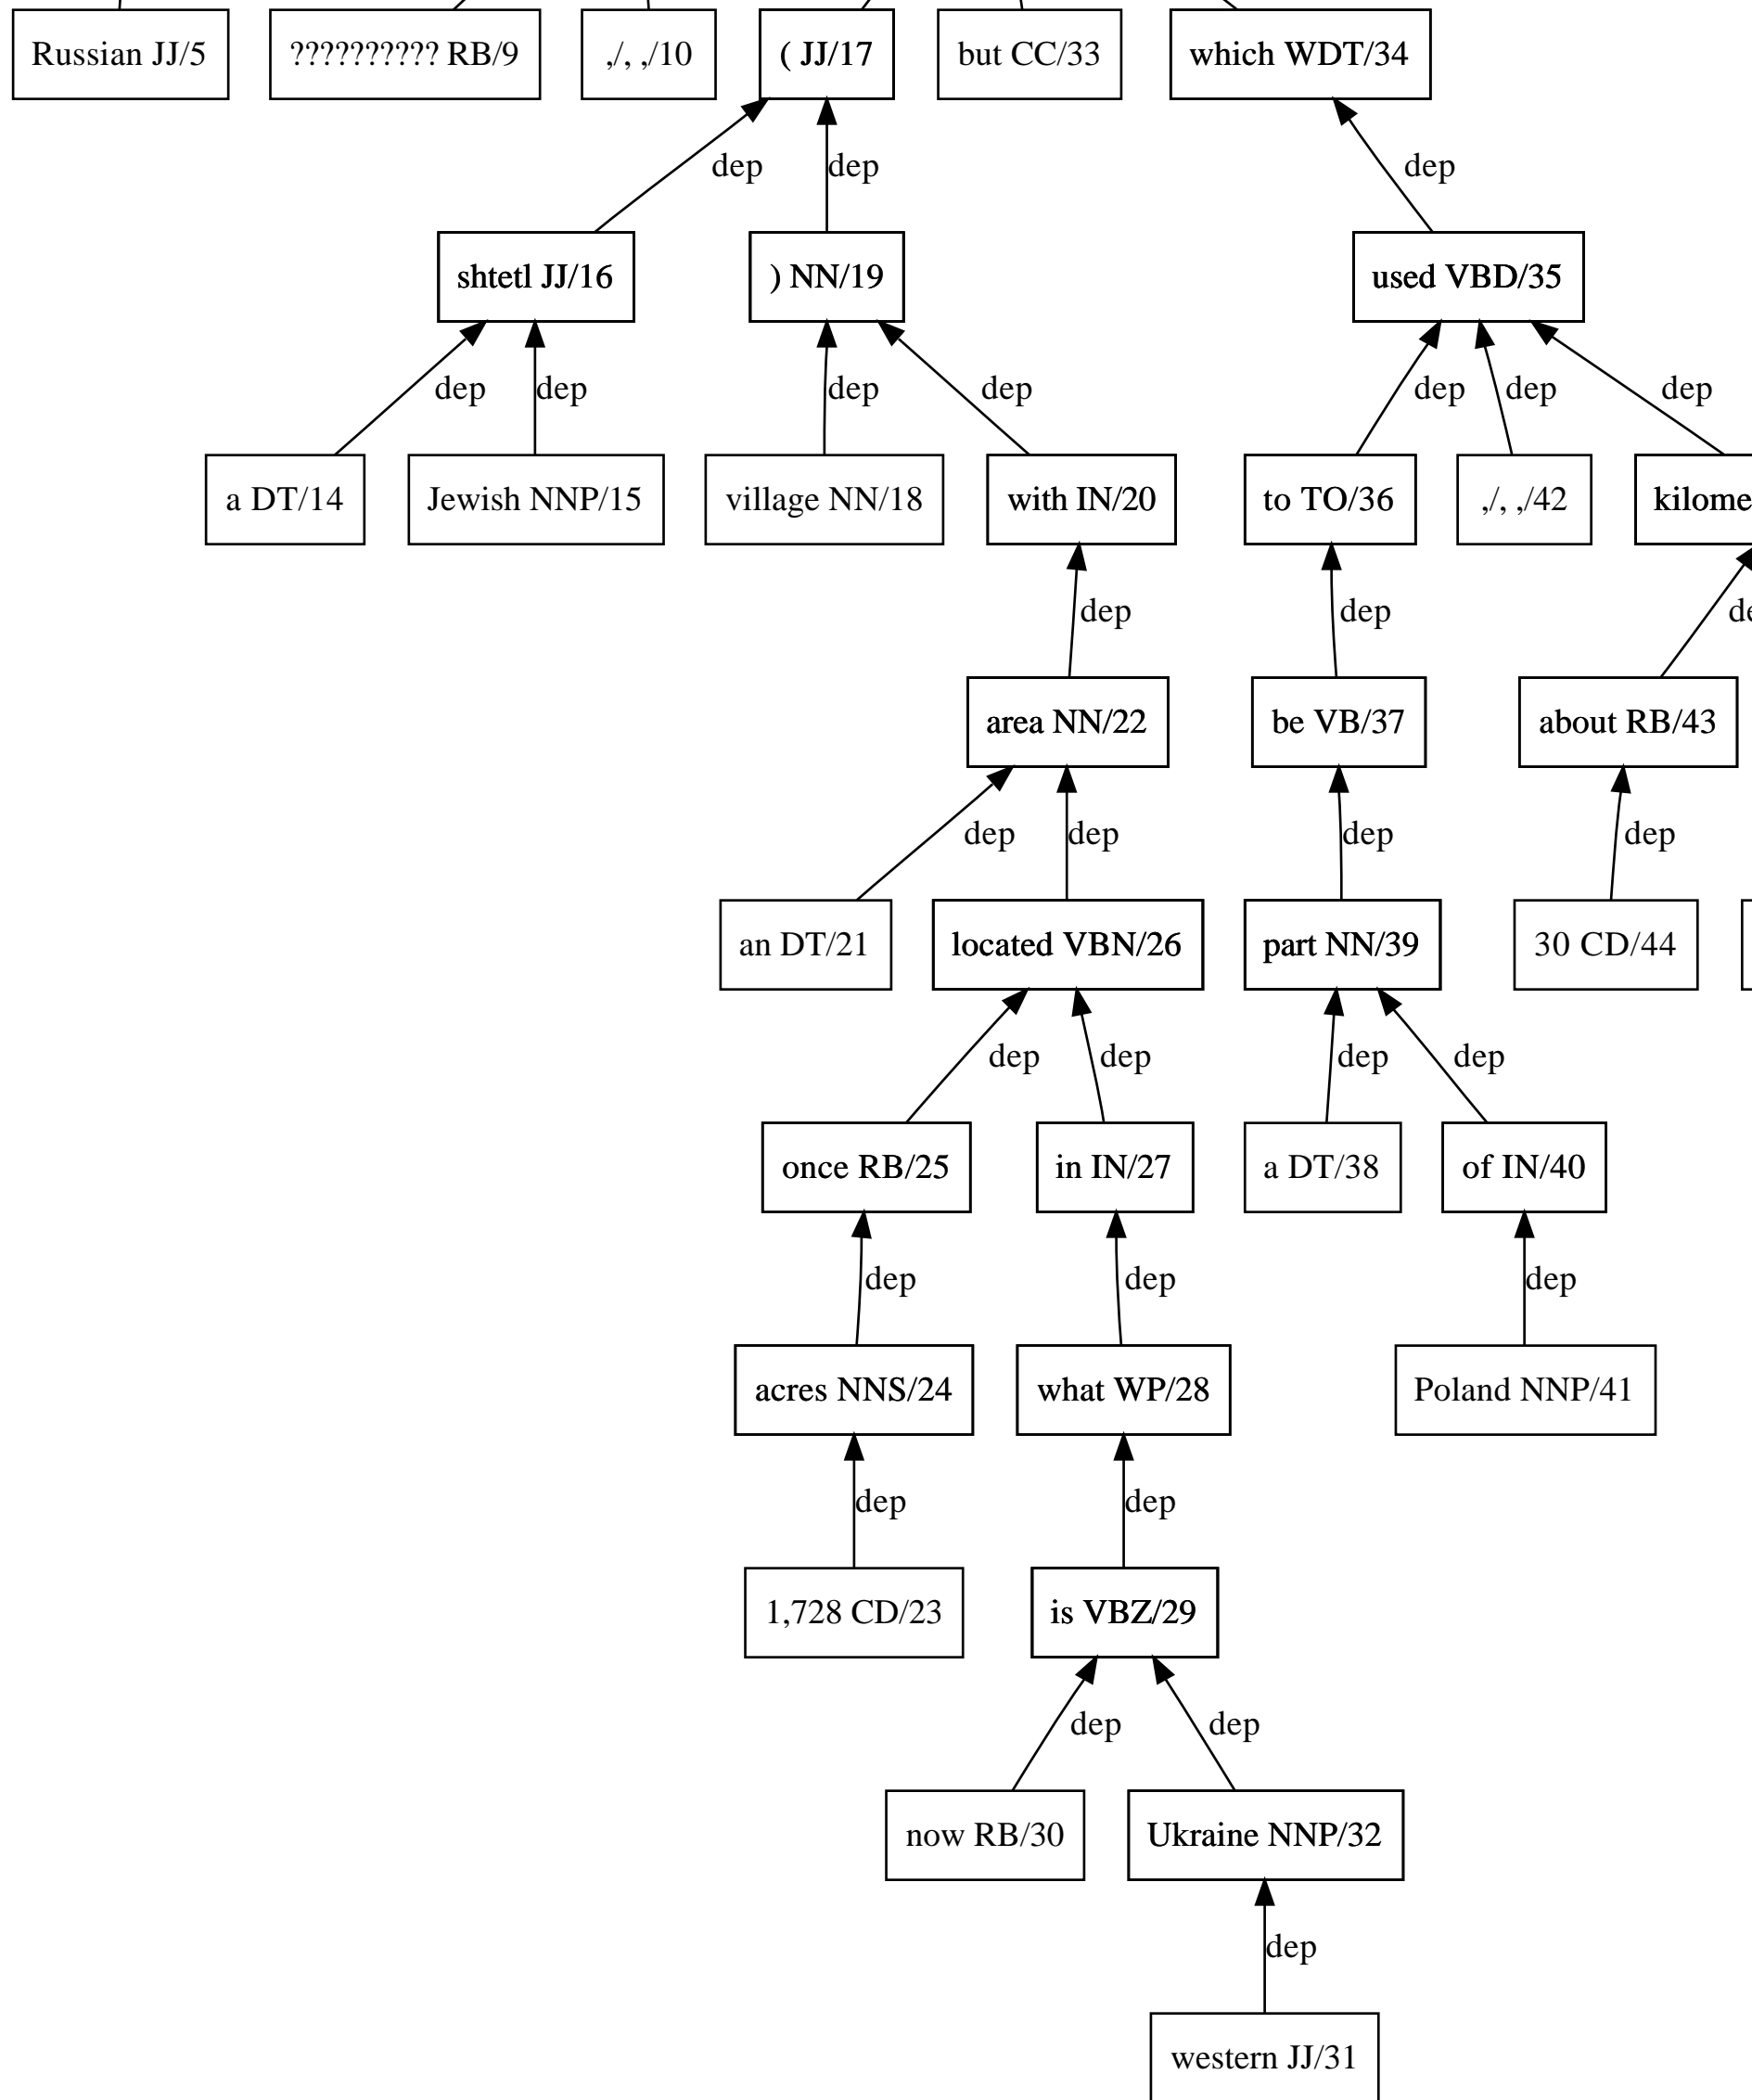 Russian JJ/5 ?????????? RB/9 ,/, ,/10 ( JJ/17 but CC/33 which WDT/34
dep dep dep
shtetl JJ/16 ) NN/19 used VBD/35
dep dep dep dep dep dep dep
a DT/14 Jewish NNP/15 village NN/18 with IN/20 to TO/36 ,/, ,/42 kilome
dep dep de
area NN/22 be VB/37 about RB/43
dep dep dep dep
an DT/21 located VBN/26 part NN/39 30 CD/44
dep dep dep dep
once RB/25 in IN/27 a DT/38 of IN/40
dep dep dep
acres NNS/24 what WP/28 Poland NNP/41
dep dep
1,728 CD/23 is VBZ/29
dep dep
now RB/30 Ukraine NNP/32
dep
western JJ/31